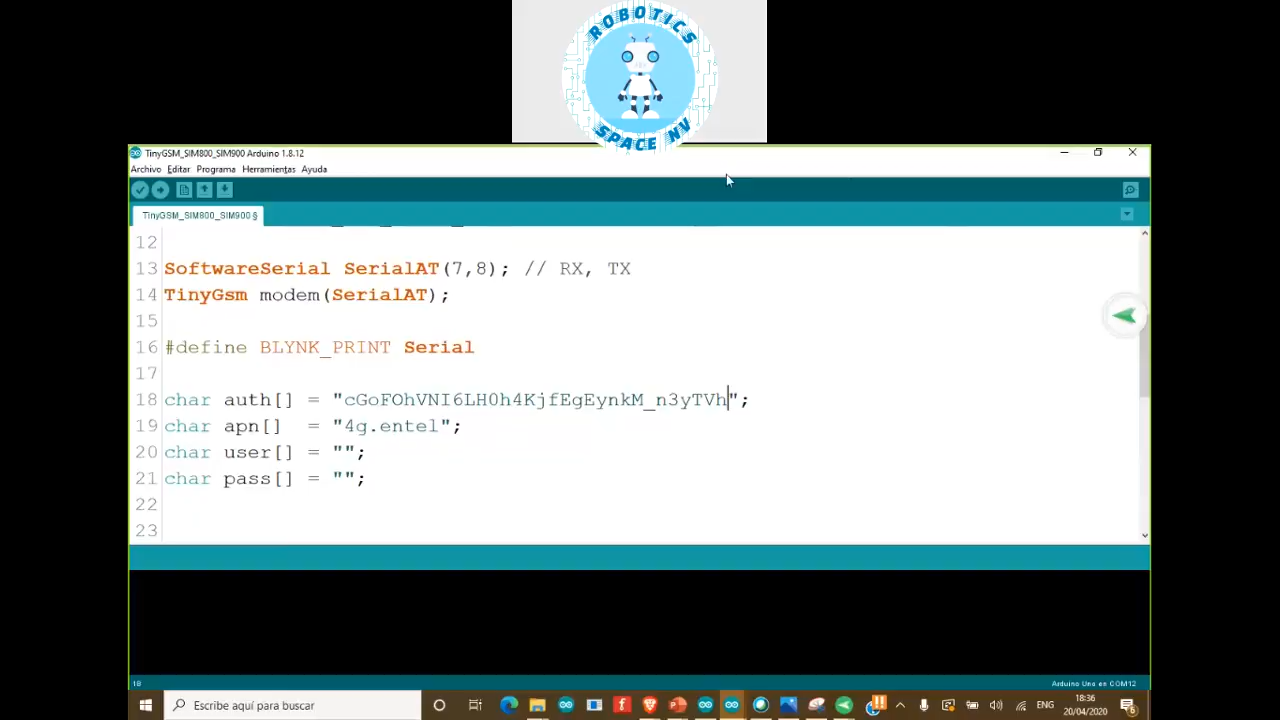 ROBOTICS
SPACE NV
TinyGSM_SIM800_SIM900 Arduino 1.8.12
Archivo Editar Programa Herramientas Ayuda
TinyGSM_SIM800_SIM900 §
12
13 SoftwareSerial SerialAT(7,8); // RX, TX
14 TinyGsm modem(SerialAT);
15
16 #define BLYNK_PRINT Serial
17
18 char auth[] = "cGoFOhVNI6LH0h4KjfEgEynkM_n3yTVh";
19 char apn[] = "4g.entel";
20 char user[] = "";
21 char pass[] = "";
22
23
18 Arduino Uno en COM12
Escribe aquí para buscar
ENG
18:36
20/04/2020
6